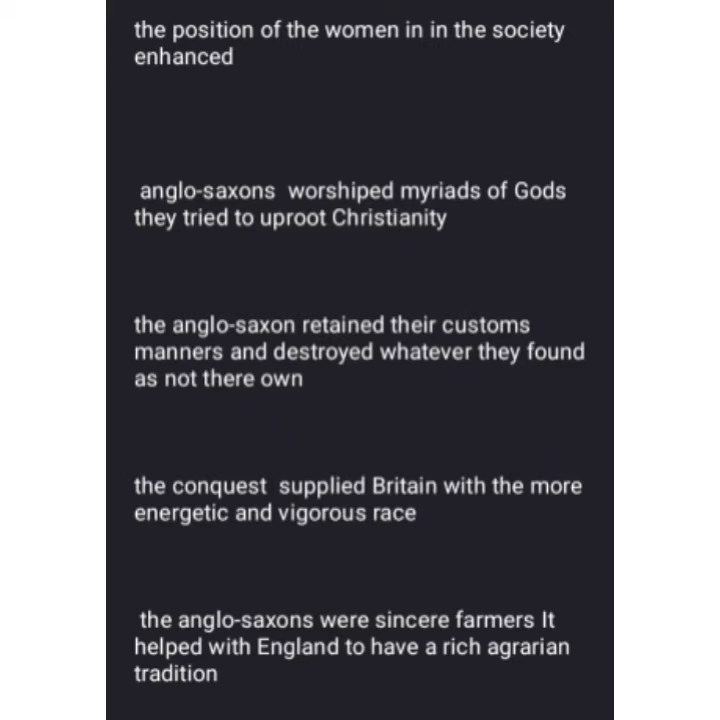 the position of the women in in the society
enhanced
anglo-saxons worshiped myriads of Gods
they tried to uproot Christianity
the anglo-saxon retained their customs
manners and destroyed whatever they found
as not there own
the conquest supplied Britain with the more
energetic and vigorous race
the anglo-saxons were sincere farmers It
helped with England to have a rich agrarian
tradition